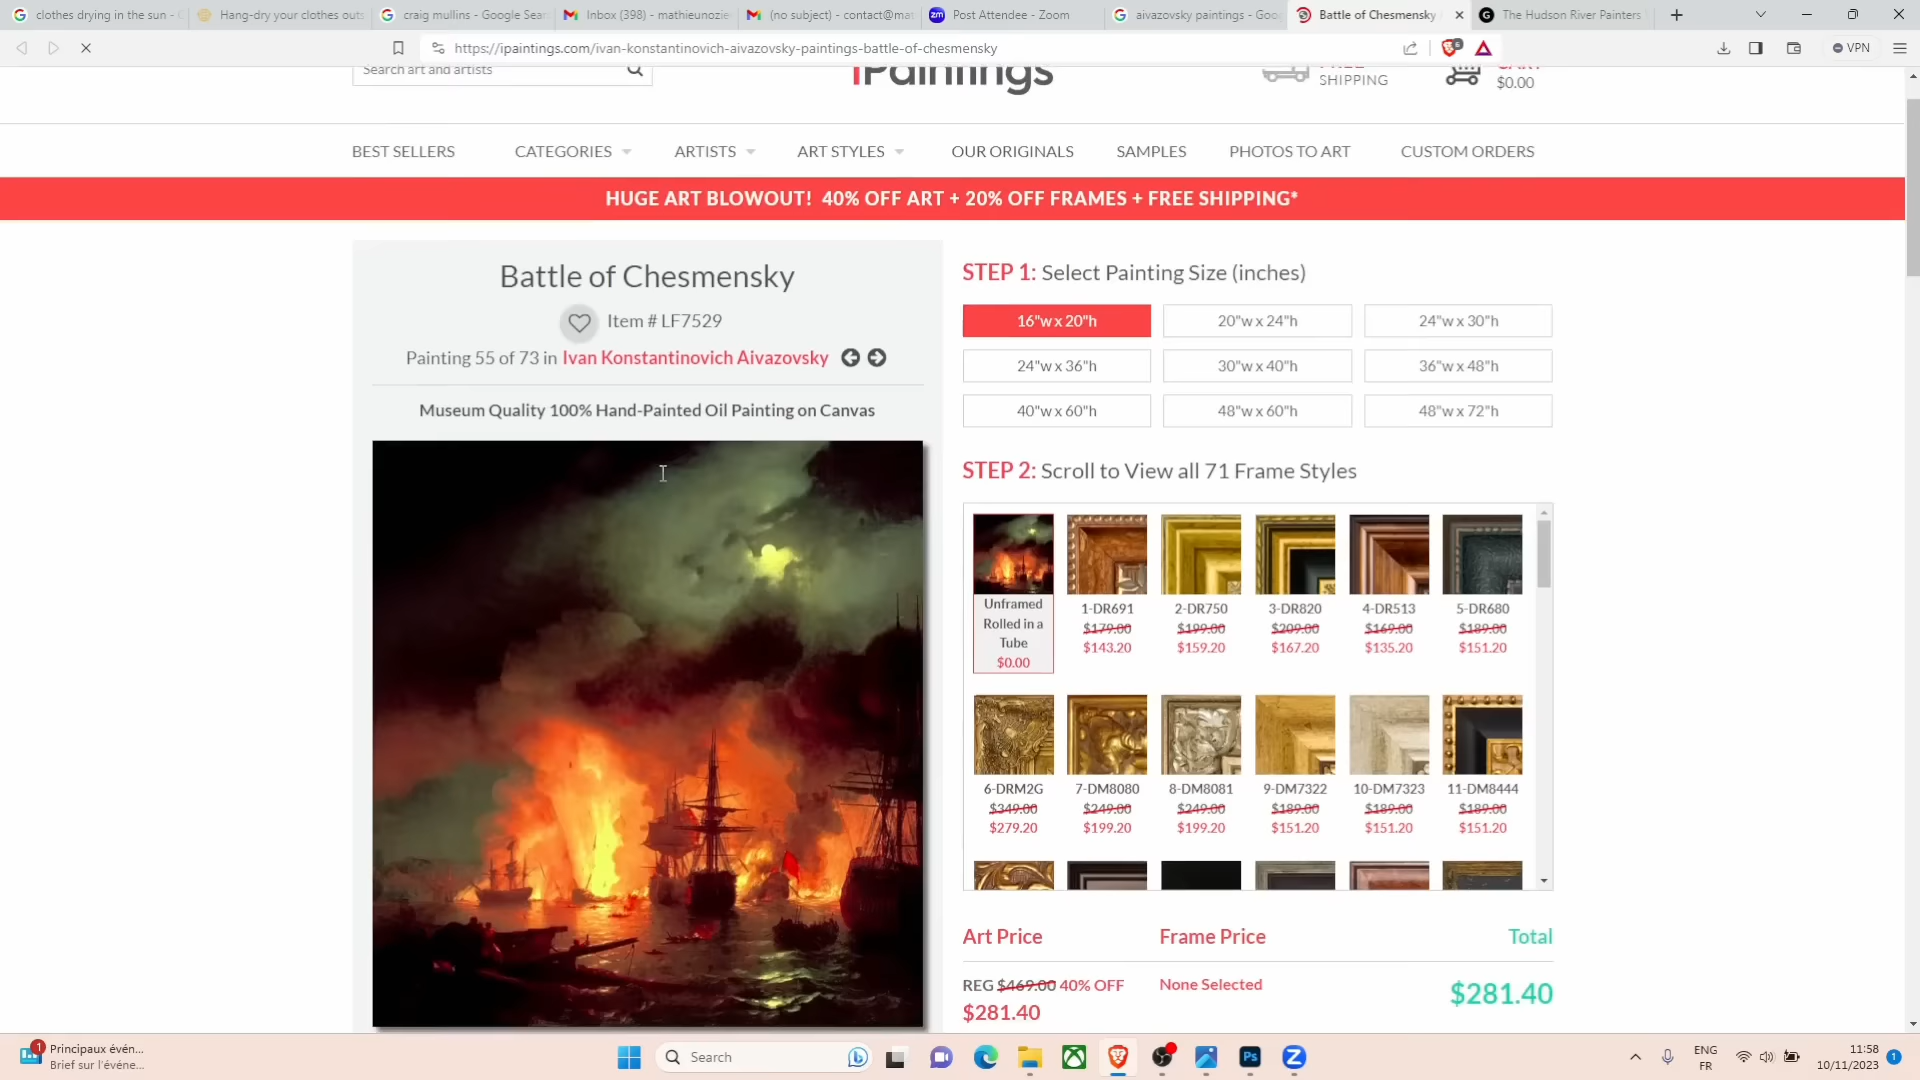 clothes drying in the sun - G
Hang-dry your clothes outs
craig mullins - Google Sear
Inbox (398) - mathieunozie
(no subject) - contact@ma
Post Attendee - Zoom
aivazovsky paintings - Goo
Battle of Chesmensky
The Hudson River Painters
https://ipaintings.com/ivan-konstantinovich-aivazovsky-paintings-battle-of-chesmensky
6
VPN
Search art and artists
iPaintings
FREE
SHIPPING
CART
$0.00
BEST SELLERS
CATEGORIES
ARTISTS
ART STYLES
OUR ORIGINALS
SAMPLES
PHOTOS TO ART
CUSTOM ORDERS
HUGE ART BLOWOUT! 40% OFF ART + 20% OFF FRAMES + FREE SHIPPING*
Battle of Chesmensky
Item # LF7529
Painting 55 of 73 in Ivan Konstantinovich Aivazovsky
Museum Quality 100% Hand-Painted Oil Painting on Canvas
STEP 1: Select Painting Size (inches)
16"w x 20"h
20"w x 24"h
24"w x 30"h
24"w x 36"h
30"w x 40"h
36"w x 48"h
40"w x 60"h
48"w x 60"h
48"w x 72"h
STEP 2: Scroll to View all 71 Frame Styles
Unframed
Rolled in a
Tube
$0.00
1-DR691
$179.00
$143.20
2-DR750
$199.00
$159.20
3-DR820
$209.00
$167.20
4-DR513
$169.00
$135.20
5-DR680
$189.00
$151.20
6-DRM2G
$349.00
$279.20
7-DM8080
$249.00
$199.20
8-DM8081
$249.00
$199.20
9-DM7322
$189.00
$151.20
10-DM7323
$189.00
$151.20
11-DM8444
$189.00
$151.20
Art Price
Frame Price
Total
REG $469.00 40% OFF
$281.40
None Selected
$281.40
1
Principaux évén...
Brief sur l'événe...
Search
Ps
ENG
FR
11:58
10/11/2023
1